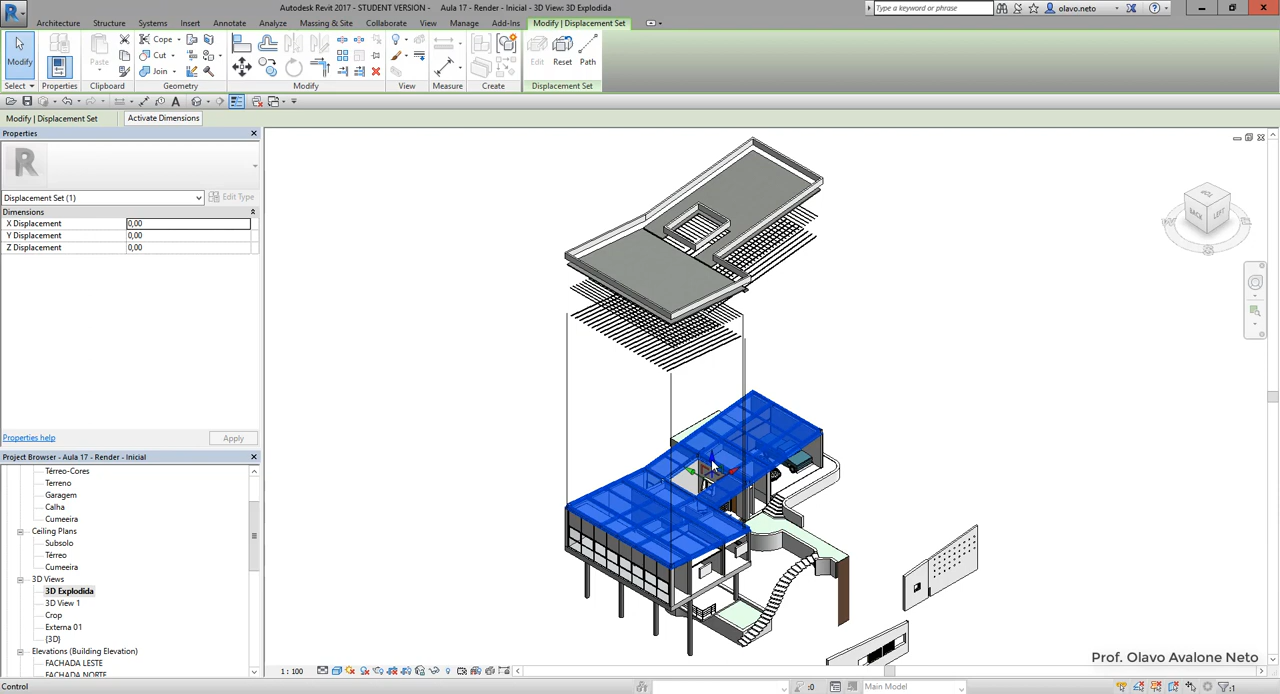 Autodesk Revit 2017 - STUDENT VERSION - Aula 17 - Render - Inicial - 3D View: 3D Explodida
Type a keyword or phrase
olavo.neto
Architecture Structure Systems Insert Annotate Analyze Massing & Site Collaborate View Manage Add-Ins Modify | Displacement Set
Modify
Paste
Cope
Cut
Join
Edit Reset Path
Select Properties Clipboard Geometry Modify View Measure Create Displacement Set
Modify | Displacement Set
Activate Dimensions
Properties
Displacement Set (1)
Edit Type
Dimensions
X Displacement 0,00
Y Displacement 0,00
Z Displacement 0,00
Properties help
Apply
Project Browser - Aula 17 - Render - Inicial
Térreo-Cores
Terreno
Garagem
Calha
Cumeeira
Ceiling Plans
Subsolo
Térreo
Cumeeira
3D Views
3D Explodida
3D View 1
Crop
Externa 01
{3D}
Elevations (Building Elevation)
FACHADA LESTE
FACHADA NORTE
TOP
BACK
LEFT
Prof. Olavo Avalone Neto
1 : 100
Control
:0
Main Model
:1